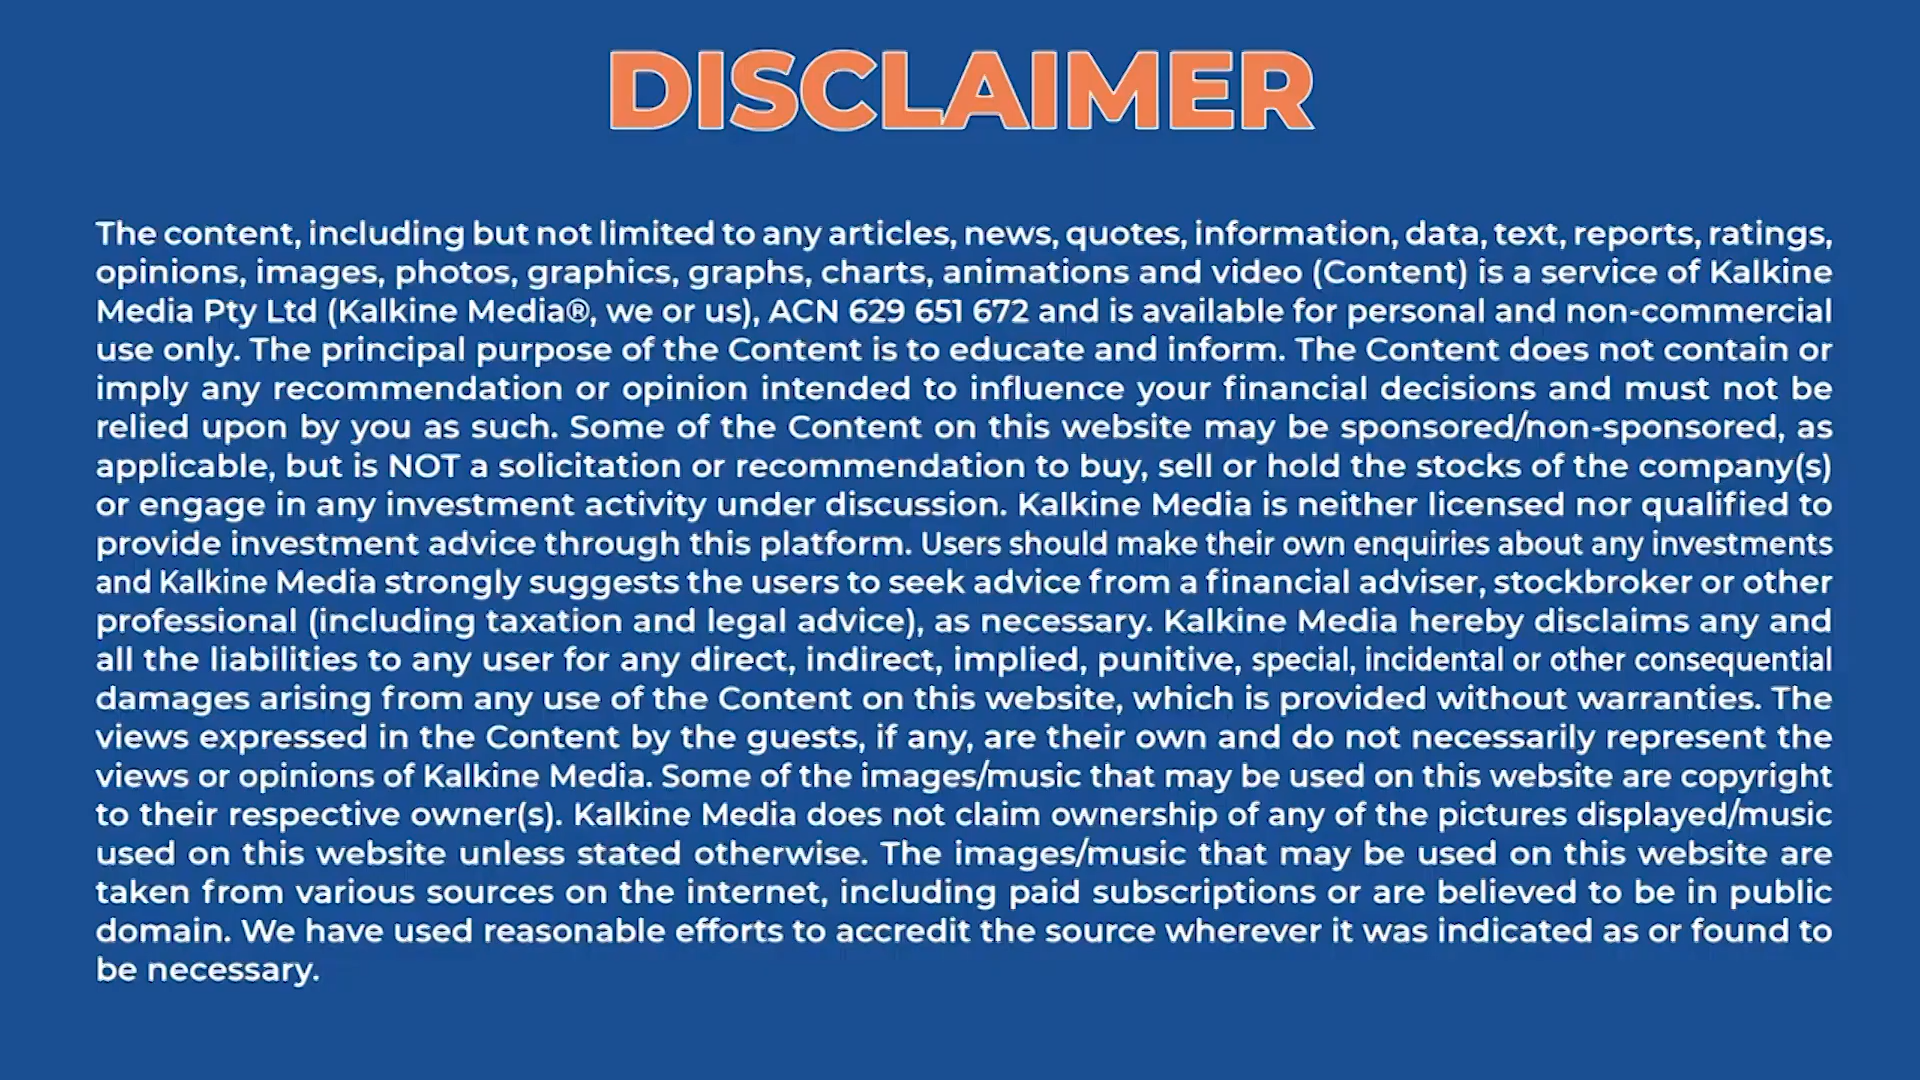 DISCLAIMER
The content, including but not limited to any articles, news, quotes, information, data, text, reports, ratings,
opinions, images, photos, graphics, graphs, charts, animations and video (Content) is a service of Kalkine
Media Pty Ltd (Kalkine Media®, we or us), ACN 629 651 672 and is available for personal and non-commercial
use only. The principal purpose of the Content is to educate and inform. The Content does not contain or
imply any recommendation or opinion intended to influence your financial decisions and must not be
relied upon by you as such. Some of the Content on this website may be sponsored/non-sponsored, as
applicable, but is NOT a solicitation or recommendation to buy, sell or hold the stocks of the company(s)
or engage in any investment activity under discussion. Kalkine Media is neither licensed nor qualified to
provide investment advice through this platform. Users should make their own enquiries about any investments
and Kalkine Media strongly suggests the users to seek advice from a financial adviser, stockbroker or other
professional (including taxation and legal advice), as necessary. Kalkine Media hereby disclaims any and
all the liabilities to any user for any direct, indirect, implied, punitive, special, incidental or other consequential
damages arising from any use of the Content on this website, which is provided without warranties. The
views expressed in the Content by the guests, if any, are their own and do not necessarily represent the
views or opinions of Kalkine Media. Some of the images/music that may be used on this website are copyright
to their respective owner(s). Kalkine Media does not claim ownership of any of the pictures displayed/music
used on this website unless stated otherwise. The images/music that may be used on this website are
taken from various sources on the internet, including paid subscriptions or are believed to be in public
domain. We have used reasonable efforts to accredit the source wherever it was indicated as or found to
be necessary.